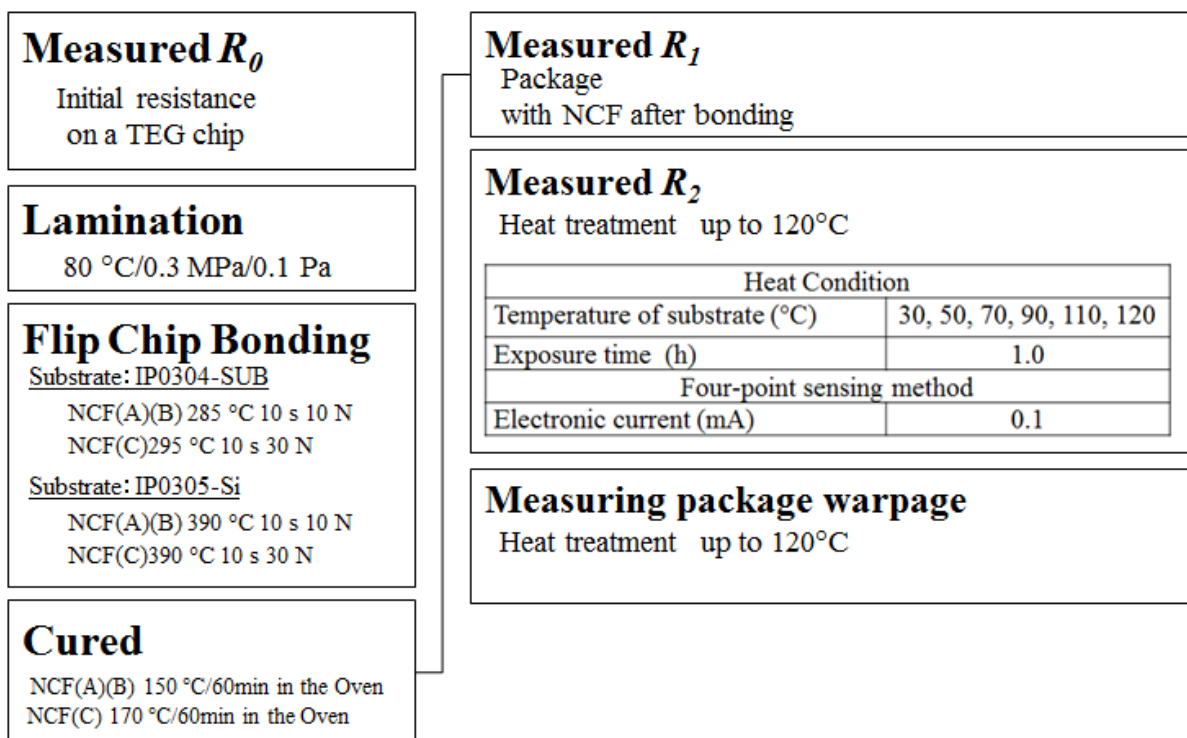 Measured R0
Initial resistance
on a TEG chip
Lamination
80 °C/0.3 MPa/0.1 Pa
Flip Chip Bonding
Substrate: IP0304-SUB
NCF(A)(B) 285 °C 10 s 10 N
NCF(C)295 °C 10 s 30 N
Substrate: IP0305-Si
NCF(A)(B) 390 °C 10 s 10 N
NCF(C)390 °C 10 s 30 N
Cured
NCF(A)(B) 150 °C/60min in the Oven
NCF(C) 170 °C/60min in the Oven
Measured R1
Package
with NCF after bonding
Measured R2
Heat treatment up to 120°C
Heat Condition
Temperature of substrate (°C) 30, 50, 70, 90, 110, 120
Exposure time (h) 1.0
Four-point sensing method
Electronic current (mA) 0.1
Measuring package warpage
Heat treatment up to 120°C